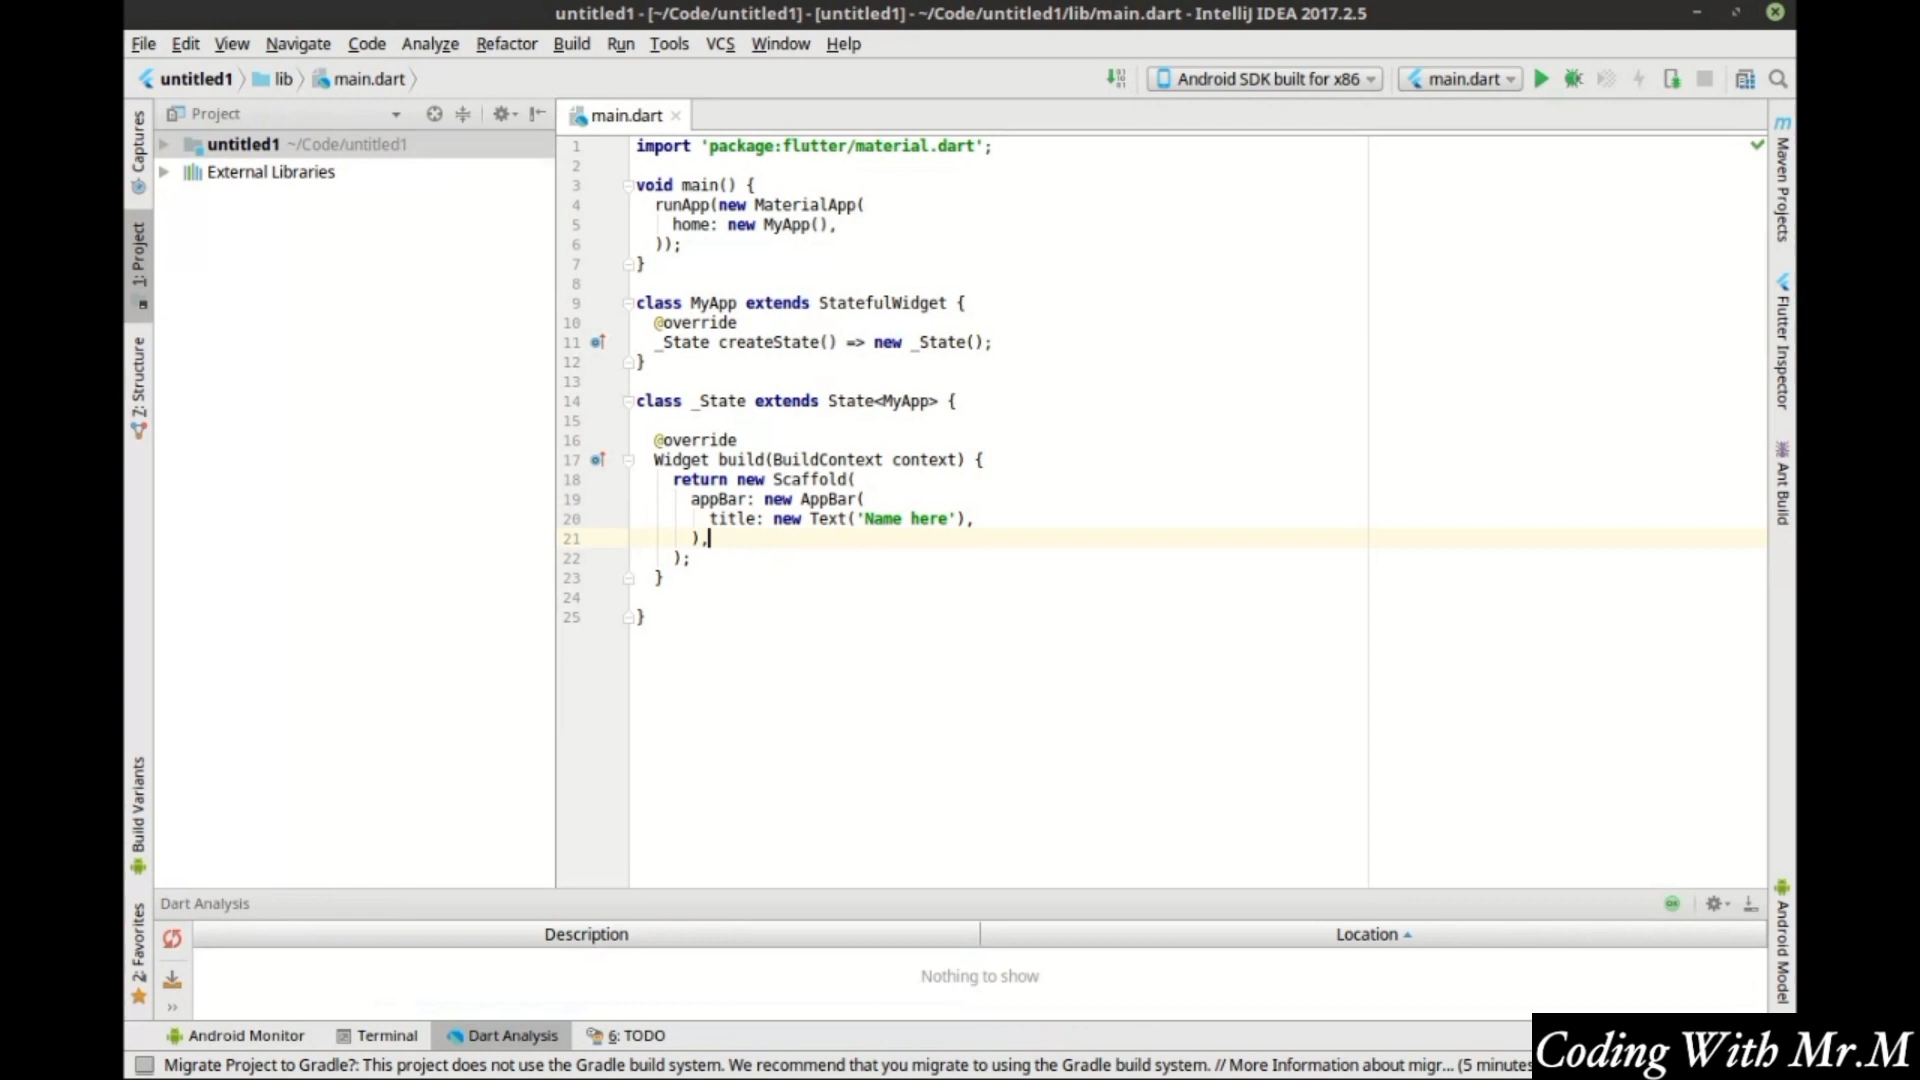 untitled1 - [~/Code/untitled1] - [untitled1] - ~/Code/untitled1/lib/main.dart - IntelliJ IDEA 2017.2.5
File Edit View Navigate Code Analyze Refactor Build Run Tools VCS Window Help
untitled1 lib main.dart Android SDK built for x86 main.dart
Captures
1: Project
Z: Structure
Build Variants
2: Favorites
Project
untitled1 ~/Code/untitled1
External Libraries
main.dart
1 import 'package:flutter/material.dart';
2
3 void main() {
4 runApp(new MaterialApp(
5 home: new MyApp(),
6 ));
7 }
8
9 class MyApp extends StatefulWidget {
10 @override
11 _State createState() => new _State();
12 }
13
14 class _State extends State<MyApp> {
15
16 @override
17 Widget build(BuildContext context) {
18 return new Scaffold(
19 appBar: new AppBar(
20 title: new Text('Name here'),
21 ),
22 );
23 }
24
25 }
m Maven Projects
Flutter Inspector
Ant Build
Android Model
Dart Analysis
Description Location
Nothing to show
Android Monitor Terminal Dart Analysis 6: TODO
Migrate Project to Gradle?: This project does not use the Gradle build system. We recommend that you migrate to using the Gradle build system. // More Information about migr... (5 minutes
Coding With Mr.M